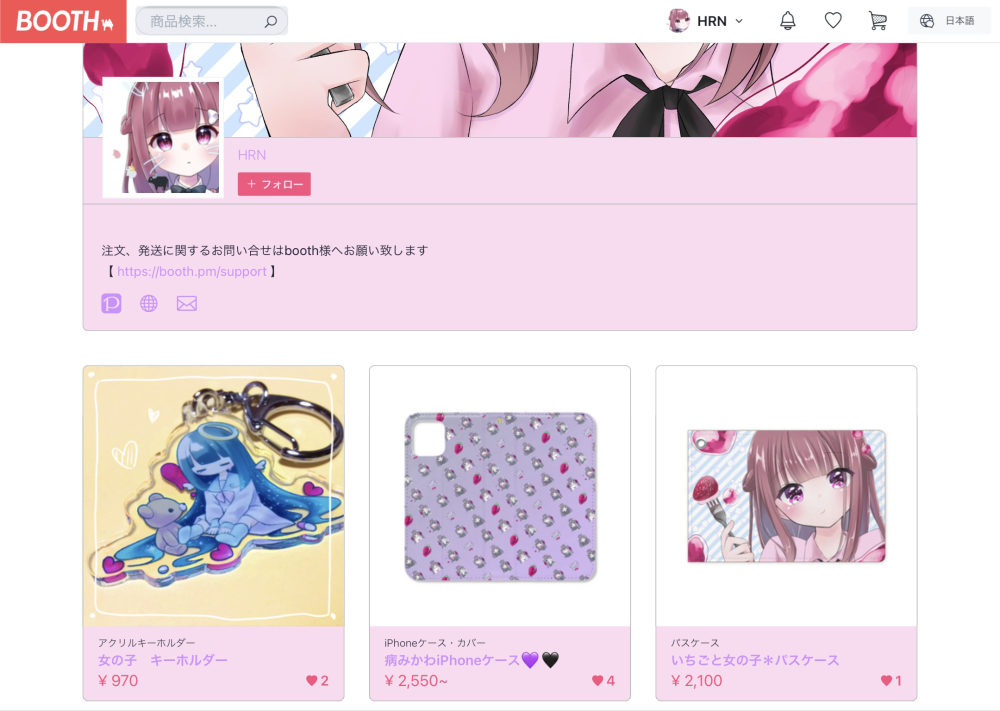 BOOTH
商品検索...
HRN
日本語
HRN
+ フォロー
注文、発送に関するお問い合せはbooth様へお願い致します
【 https://booth.pm/support 】
アクリルキーホルダー
女の子　キーホルダー
¥ 970
♥ 2
iPhoneケース・カバー
病みかわiPhoneケース💜🖤
¥ 2,550~
♥ 4
パスケース
いちごと女の子＊パスケース
¥ 2,100
♥ 1